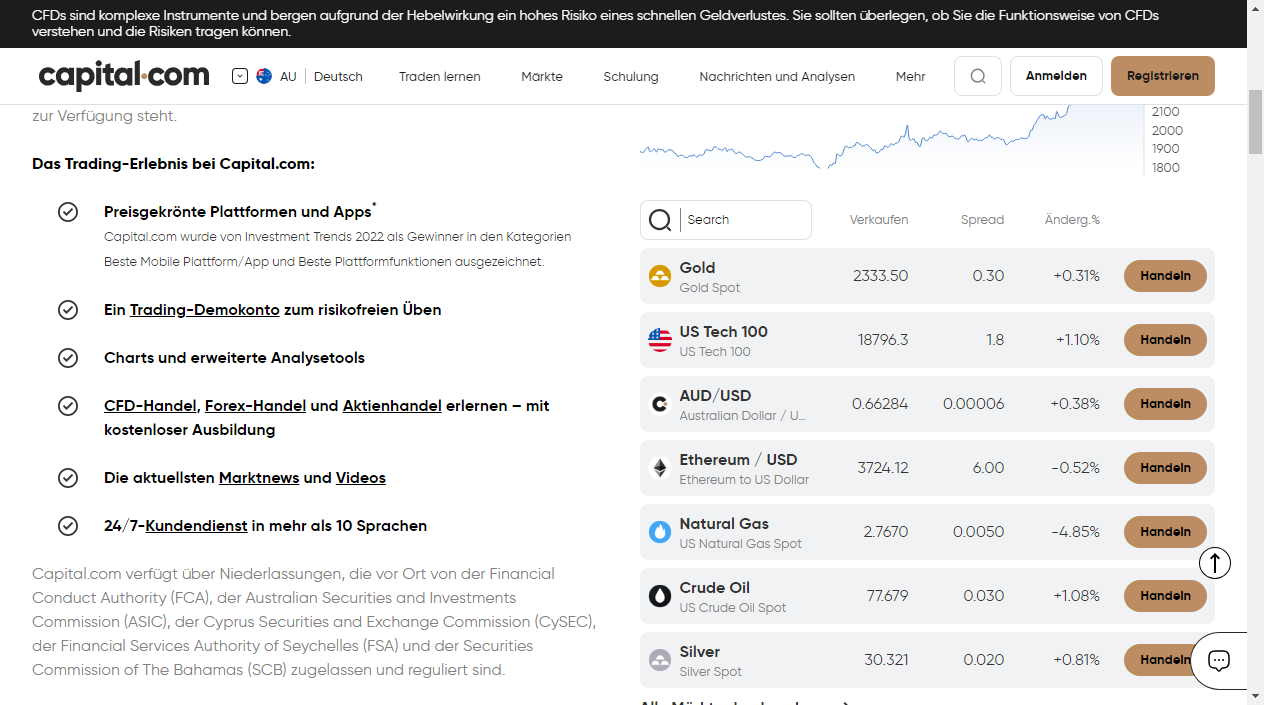 CFDs sind komplexe Instrumente und bergen aufgrund der Hebelwirkung ein hohes Risiko eines schnellen Geldverlustes. Sie sollten überlegen, ob Sie die Funktionsweise von CFDs
verstehen und die Risiken tragen können.
capital.com
AU Deutsch Traden lernen Märkte Schulung Nachrichten und Analysen Mehr Anmelden Registrieren
zur Verfügung steht.
Das Trading-Erlebnis bei Capital.com:
Preisgekrönte Plattformen und Apps*
Capital.com wurde von Investment Trends 2022 als Gewinner in den Kategorien
Beste Mobile Plattform/App und Beste Plattformfunktionen ausgezeichnet.
Ein Trading-Demokonto zum risikofreien Üben
Charts und erweiterte Analysetools
CFD-Handel, Forex-Handel und Aktienhandel erlernen – mit
kostenloser Ausbildung
Die aktuellsten Marktnews und Videos
24/7-Kundendienst in mehr als 10 Sprachen
Capital.com verfügt über Niederlassungen, die vor Ort von der Financial
Conduct Authority (FCA), der Australian Securities and Investments
Commission (ASIC), der Cyprus Securities and Exchange Commission (CySEC),
der Financial Services Authority of Seychelles (FSA) und der Securities
Commission of The Bahamas (SCB) zugelassen und reguliert sind.
2100
2000
1900
1800
Search Verkaufen Spread Änderg.%
Gold 2333.50 0.30 +0.31% Handeln
Gold Spot
US Tech 100 18796.3 1.8 +1.10% Handeln
US Tech 100
AUD/USD 0.66284 0.00006 +0.38% Handeln
Australian Dollar / U...
Ethereum / USD 3724.12 6.00 -0.52% Handeln
Ethereum to US Dollar
Natural Gas 2.7670 0.0050 -4.85% Handeln
US Natural Gas Spot
Crude Oil 77.679 0.030 +1.08% Handeln
US Crude Oil Spot
Silver 30.321 0.020 +0.81% Handeln
Silver Spot